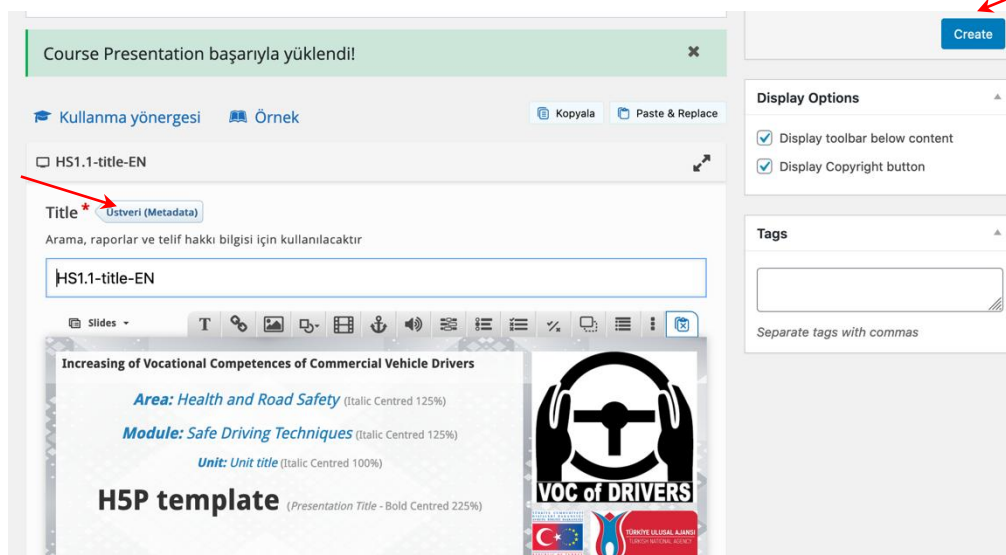 Create
Course Presentation başarıyla yüklendi!
Kullanma yönergesi Örnek Kopyala Paste & Replace
HS1.1-title-EN
Title * Üstveri (Metadata)
Arama, raporlar ve telif hakkı bilgisi için kullanılacaktır
HS1.1-title-EN
Slides
Increasing of Vocational Competences of Commercial Vehicle Drivers
Area: Health and Road Safety (Italic Centred 125%)
Module: Safe Driving Techniques (Italic Centred 125%)
Unit: Unit title (Italic Centred 100%)
H5P template (Presentation Title - Bold Centred 225%)
VOC of DRIVERS
TÜRKİYE ULUSAL AJANSI
TURKISH NATIONAL AGENCY
Display Options
Display toolbar below content
Display Copyright button
Tags
Separate tags with commas